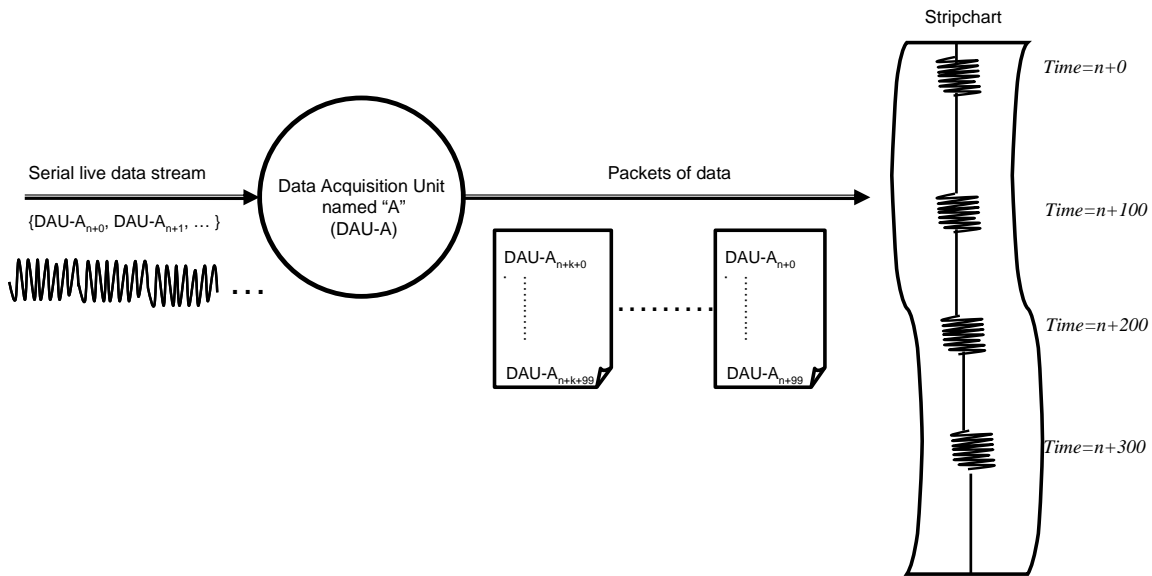 Stripchart
Time=n+0
Serial live data stream
{DAU-Aₙ₊₀, DAU-Aₙ₊₁, … }
Data Acquisition Unit
named “A”
(DAU-A)
Packets of data
DAU-Aₙ₊ₖ₊₀
DAU-Aₙ₊ₖ₊₉₉
DAU-Aₙ₊₀
DAU-Aₙ₊₉₉
Time=n+100
Time=n+200
Time=n+300